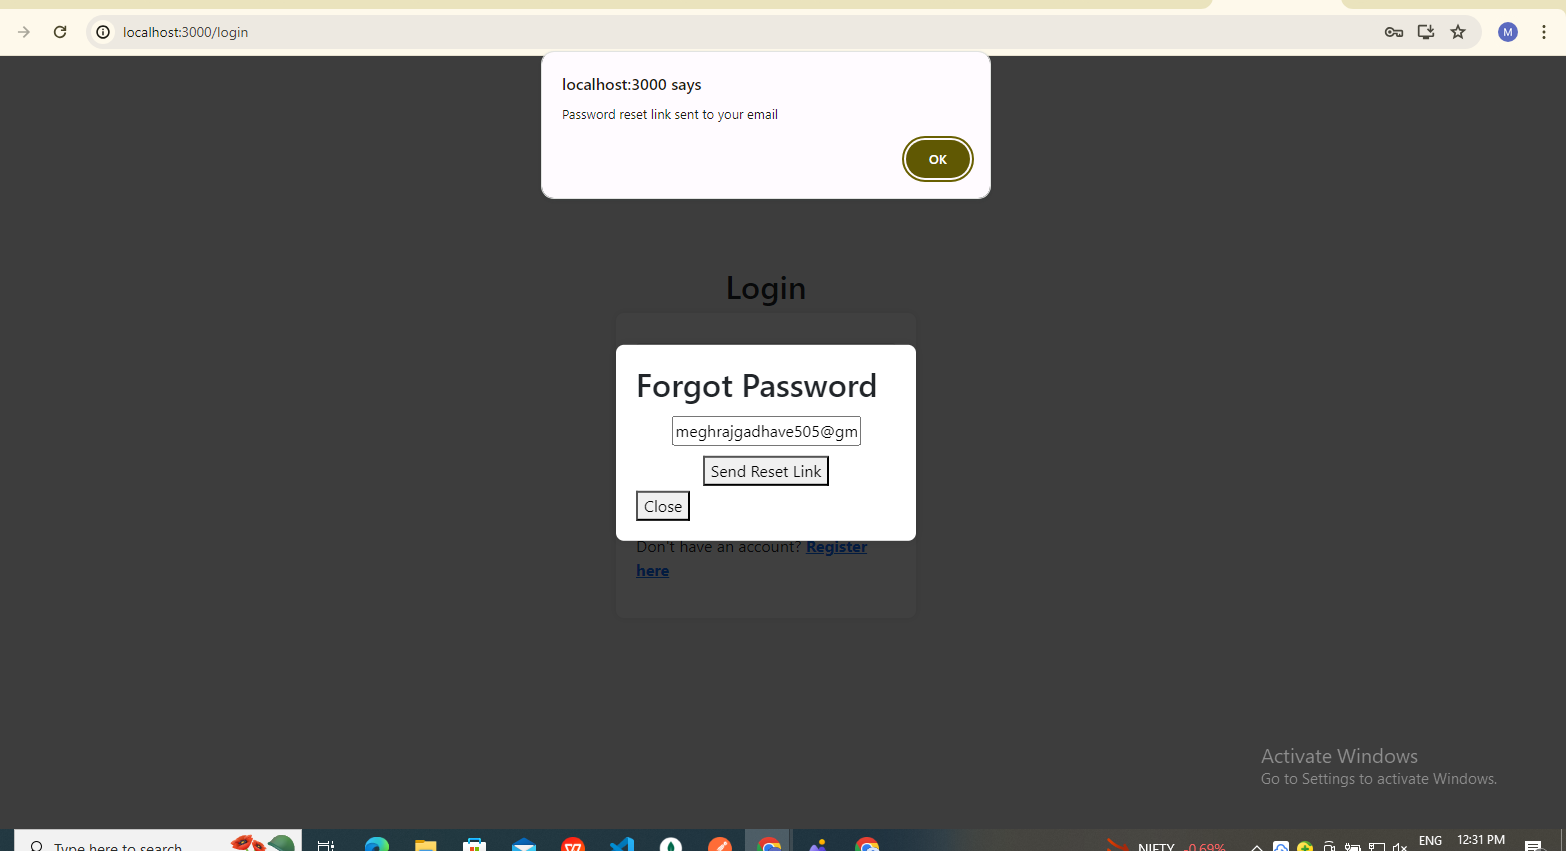 localhost:3000/login
M
localhost:3000 says
Password reset link sent to your email
OK
Login
Forgot Password
meghrajgadhave505@gm
Send Reset Link
Close
Don't have an account? Register
here
Activate Windows
Go to Settings to activate Windows.
Type here to search
NIFTY -0.69%
ENG
12:31 PM